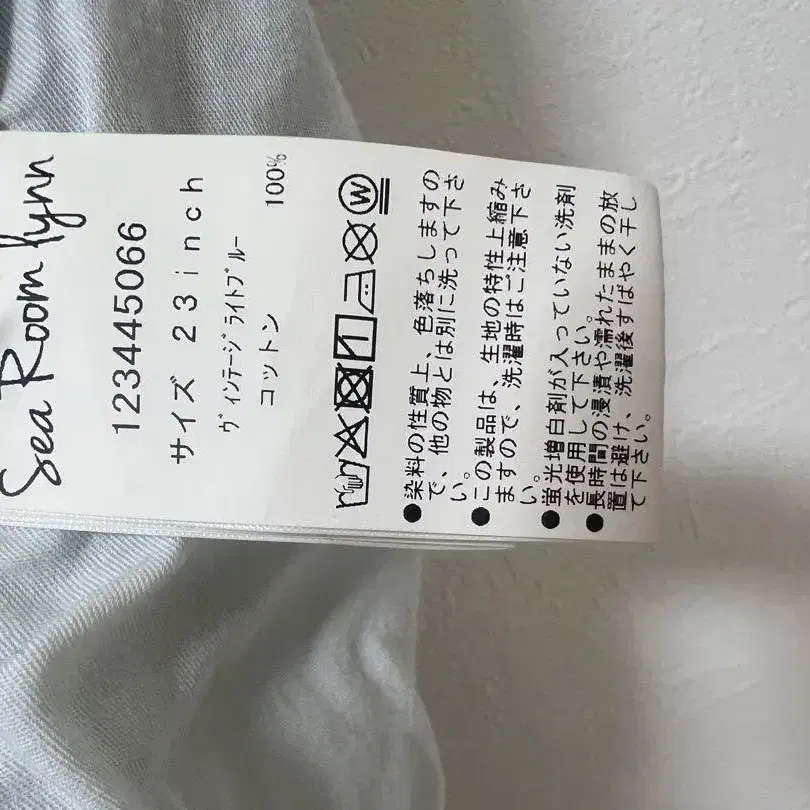 Sea Room lynn
123445066
サイズ 23inch
ヴィンテージライトブルー
コットン 100%
W
●染料の性質上、色落ちしますの
で、他の物とは別に洗って下さ
い。
●この製品は、生地の特性上縮み
ますので、洗濯時はご注意下さ
い。
●蛍光増白剤が入っていない洗剤
を使用して下さい。
●長時間の浸漬や濡れたままの放
置は避け、洗濯後すばやく干し
て下さい。